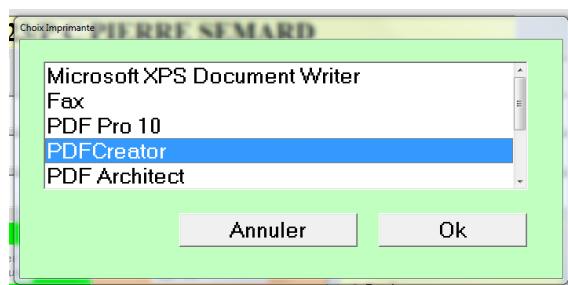 PIERRE SEMARD
Choix Imprimante
Microsoft XPS Document Writer
Fax
PDF Pro 10
PDFCreator
PDF Architect
Annuler
Ok